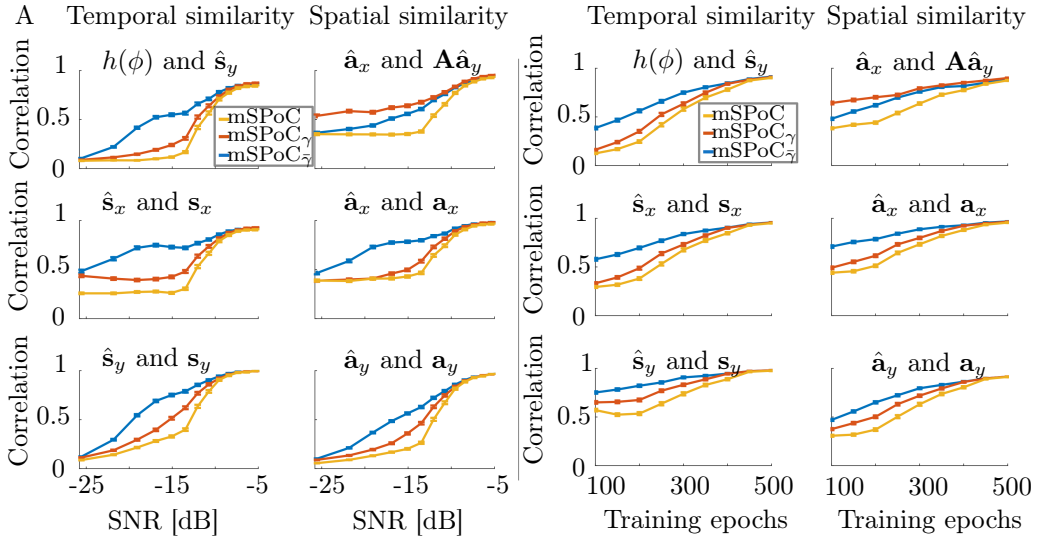 A Temporal similarity Spatial similarity Temporal similarity Spatial similarity
h(ϕ) and ŝ_y â_x and Aâ_y h(ϕ) and ŝ_y â_x and Aâ_y
Correlation 1 0.5 0 Correlation 1 0.5 0
mSPoC
mSPoC_γ
mSPoC_γ̄
mSPoC
mSPoC_γ
mSPoC_γ̄
ŝ_x and s_x â_x and a_x ŝ_x and s_x â_x and a_x
Correlation 1 0.5 0 Correlation 1 0.5 0
ŝ_y and s_y â_y and a_y ŝ_y and s_y â_y and a_y
Correlation 1 0.5 0 Correlation 1 0.5 0
-25 -15 -5 -25 -15 -5 100 300 500 100 300 500
SNR [dB] SNR [dB] Training epochs Training epochs